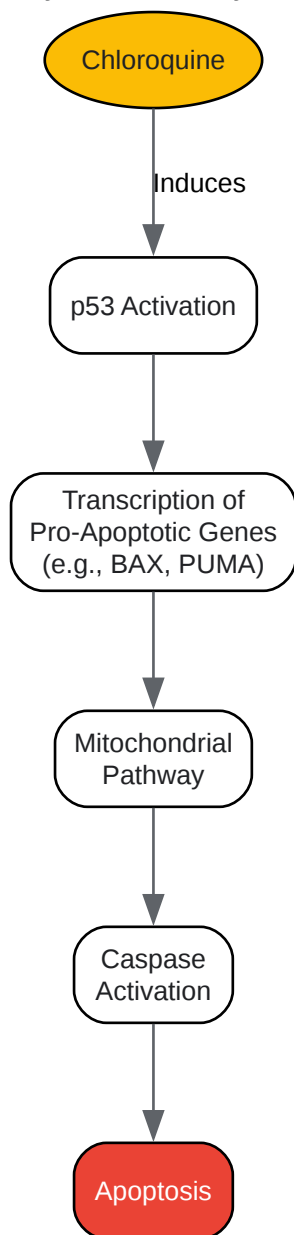 Chloroquine
Induces
p53 Activation
Transcription of
Pro-Apoptotic Genes
(e.g., BAX, PUMA)
Mitochondrial
Pathway
Caspase
Activation
Apoptosis